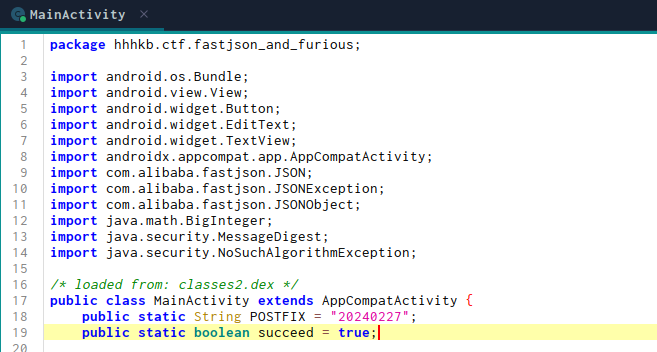 MainActivity ×
1 package hhhkb.ctf.fastjson_and_furious;
2
3 import android.os.Bundle;
4 import android.view.View;
5 import android.widget.Button;
6 import android.widget.EditText;
7 import android.widget.TextView;
8 import androidx.appcompat.app.AppCompatActivity;
9 import com.alibaba.fastjson.JSON;
10 import com.alibaba.fastjson.JSONException;
11 import com.alibaba.fastjson.JSONObject;
12 import java.math.BigInteger;
13 import java.security.MessageDigest;
14 import java.security.NoSuchAlgorithmException;
15
16 /* loaded from: classes2.dex */
17 public class MainActivity extends AppCompatActivity {
18     public static String POSTFIX = "20240227";
19     public static boolean succeed = true;
20